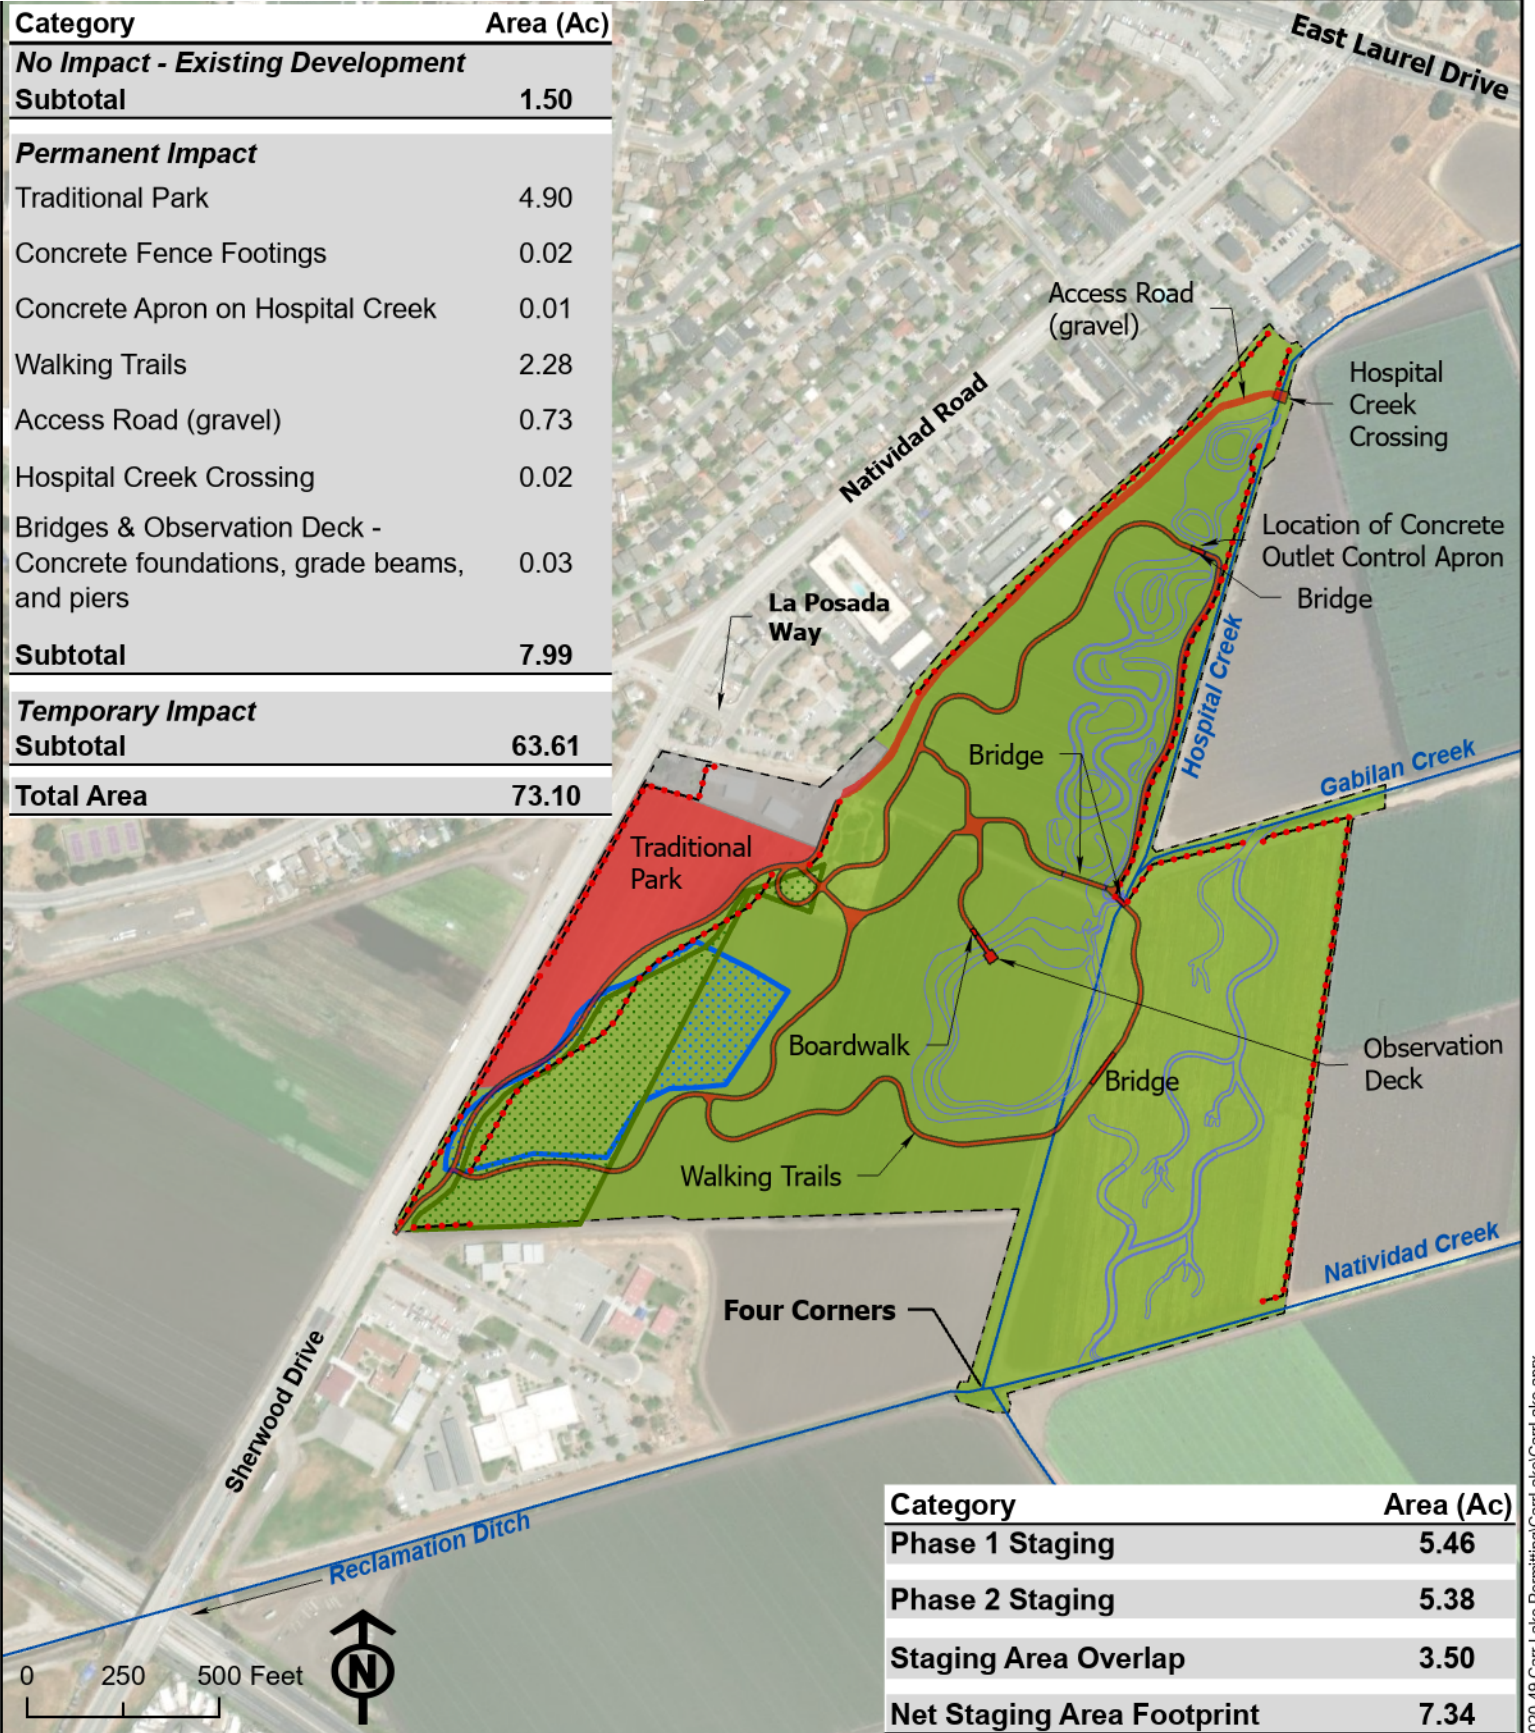 Category Area (Ac)
No Impact - Existing Development
Subtotal 1.50
Permanent Impact
Traditional Park 4.90
Concrete Fence Footings 0.02
Concrete Apron on Hospital Creek 0.01
Walking Trails 2.28
Access Road (gravel) 0.73
Hospital Creek Crossing 0.02
Bridges & Observation Deck -
Concrete foundations, grade beams, 0.03
and piers
Subtotal 7.99
Temporary Impact
Subtotal 63.61
Total Area 73.10
East Laurel Drive
Access Road
(gravel)
Hospital
Creek
Crossing
Natividad Road
Location of Concrete
Outlet Control Apron
Bridge
La Posada
Way
Hospital Creek
Bridge
Gabilan Creek
Traditional
Park
Boardwalk
Observation
Deck
Bridge
Walking Trails
Natividad Creek
Four Corners
Sherwood Drive
Reclamation Ditch
0 250 500 Feet
N
Category Area (Ac)
Phase 1 Staging 5.46
Phase 2 Staging 5.38
Staging Area Overlap 3.50
Net Staging Area Footprint 7.34